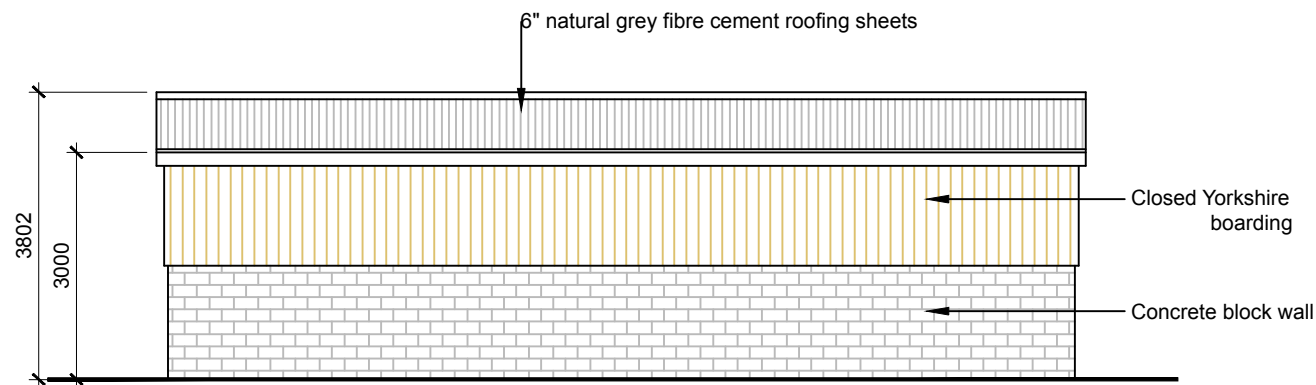 6" natural grey fibre cement roofing sheets
3802
3000
Closed Yorkshire
boarding
Concrete block wall